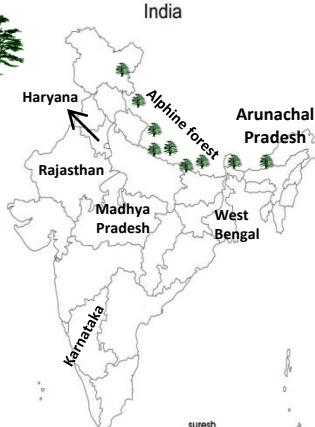 India
Haryana
Alphine forest
Arunachal
Pradesh
Rajasthan
Madhya
Pradesh
West
Bengal
Karnataka
suresh